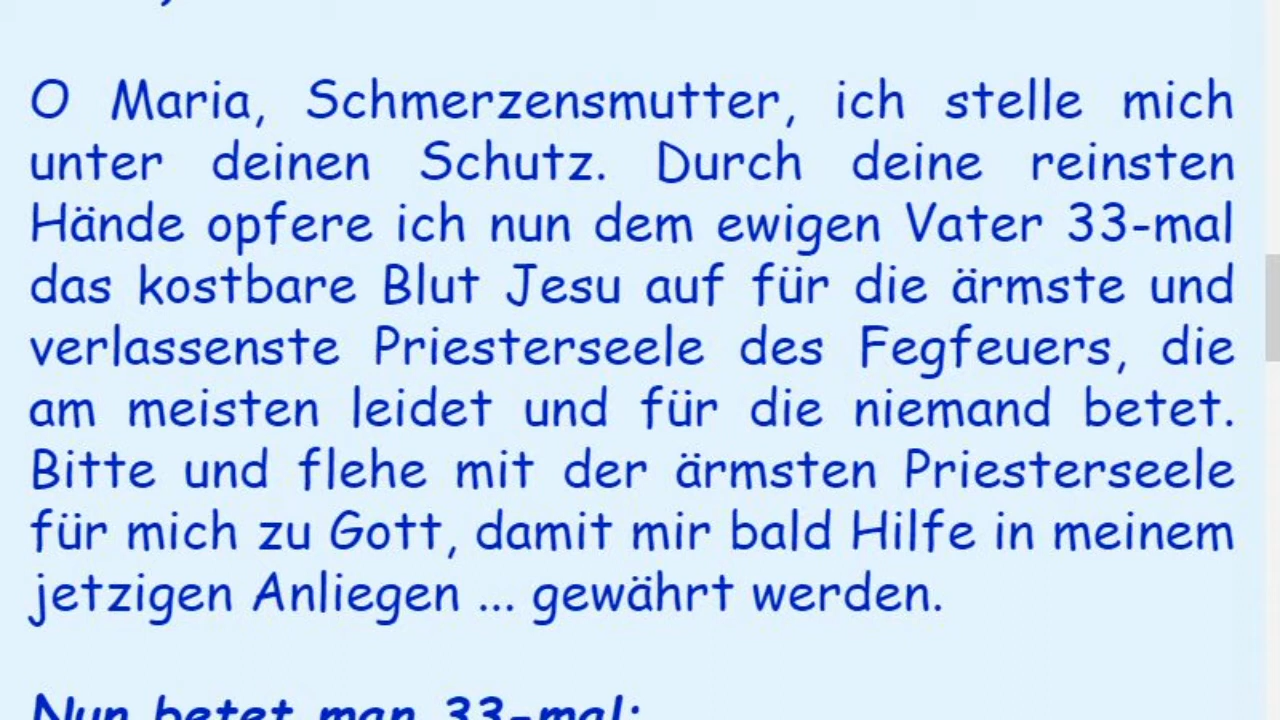 O Maria, Schmerzensmutter, ich stelle mich
unter deinen Schutz. Durch deine reinsten
Hände opfere ich nun dem ewigen Vater 33-mal
das kostbare Blut Jesu auf für die ärmste und
verlassenste Priesterseele des Fegfeuers, die
am meisten leidet und für die niemand betet.
Bitte und flehe mit der ärmsten Priesterseele
für mich zu Gott, damit mir bald Hilfe in meinem
jetzigen Anliegen ... gewährt werden.
Nun betet man 33-mal: